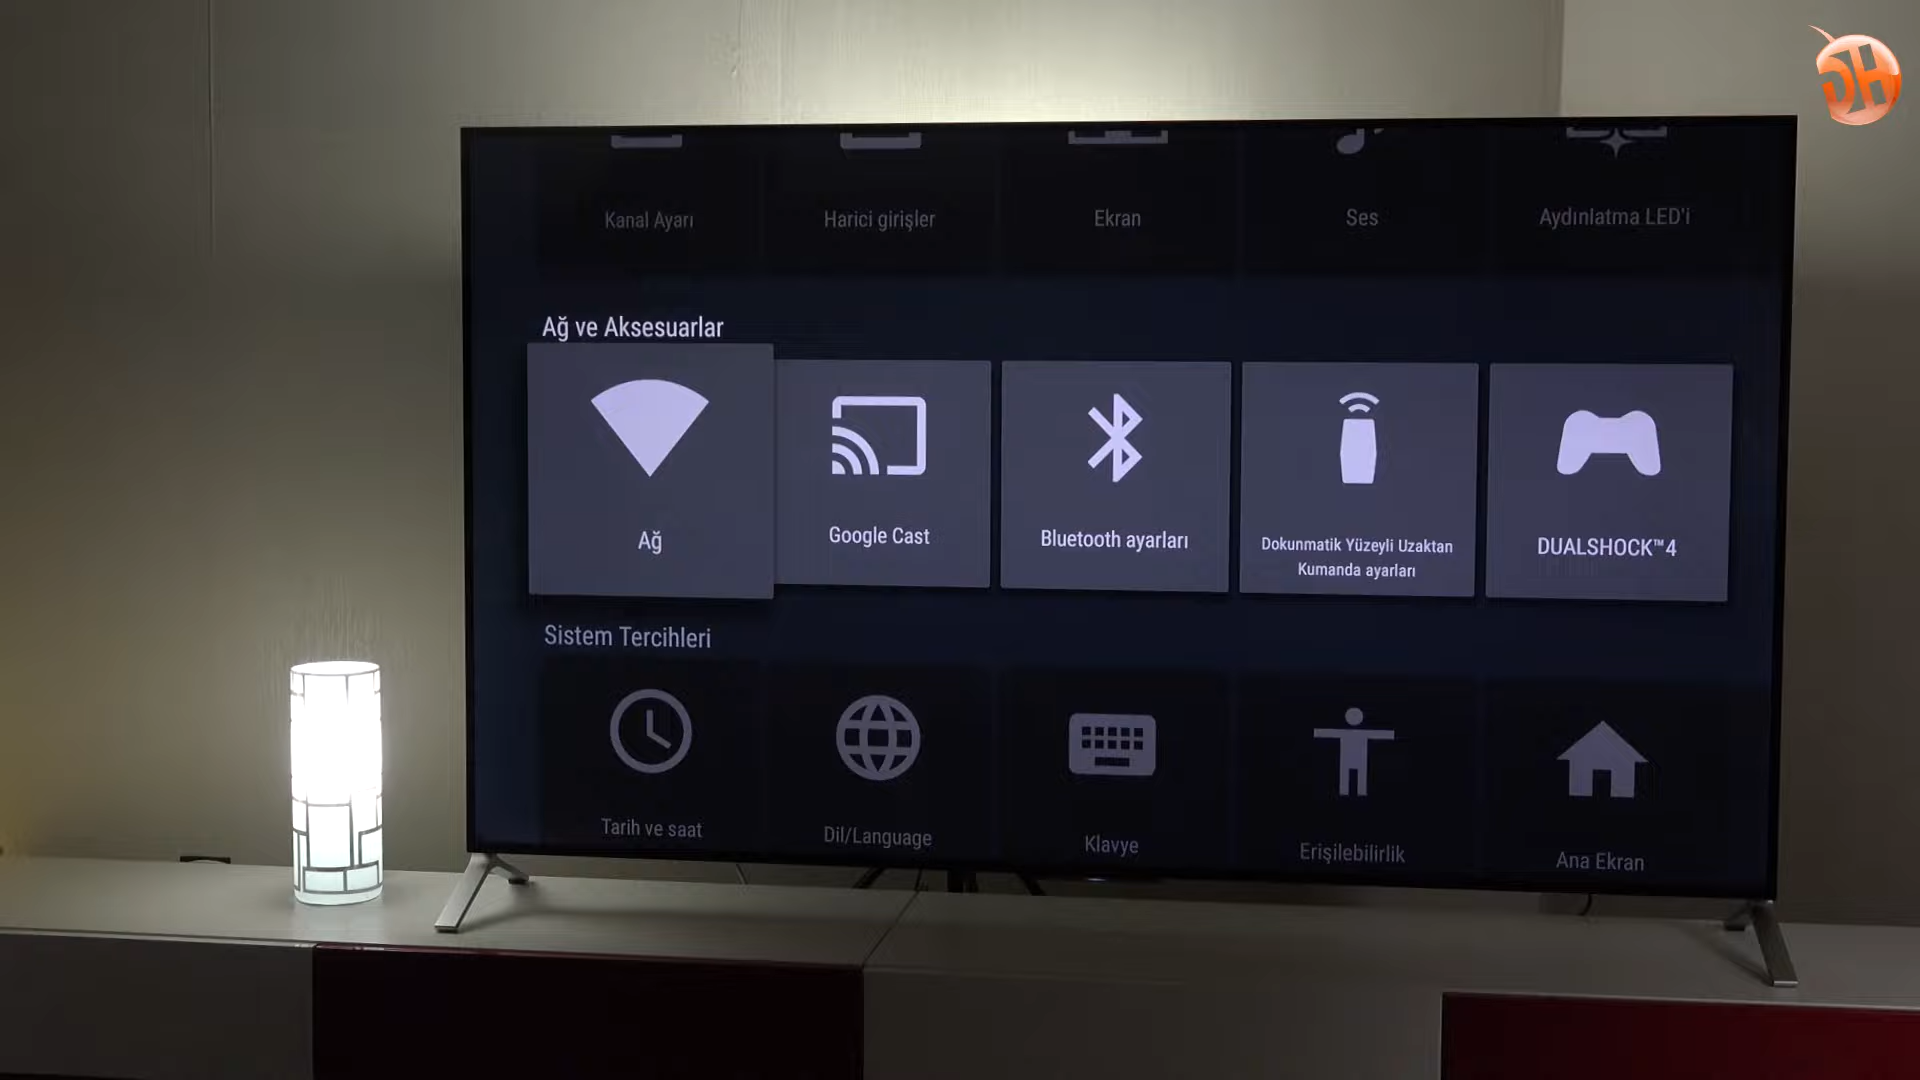 DH
Kanal Ayarı
Harici girişler
Ekran
Ses
Aydınlatma LED'i
Ağ ve Aksesuarlar
Ağ
Google Cast
Bluetooth ayarları
Dokunmatik Yüzeyli Uzaktan
Kumanda ayarları
DUALSHOCK™4
Sistem Tercihleri
Tarih ve saat
Dil/Language
Klavye
Erişilebilirlik
Ana Ekran